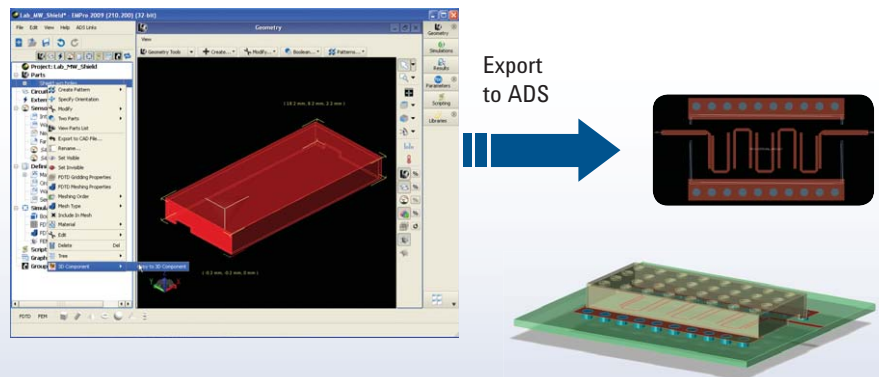 Lab_MW_Shield* - EMPro 2009 (210.200) (32-bit)
File Edit View Help ADS Links
Project: Lab_MW_Shield
Parts
Create Pattern
Specify Orientation
Modify
Two Parts
View Parts List
Export to CAD File...
Rename...
Set Visible
Set Invisible
FDTD Gridding Properties
FDTD Meshing Properties
Meshing Order
Mesh Type
Include In Mesh
Material
Edit
Delete Del
Tree
3D Component
FDTD FEM
Geometry
View
Geometry Tools Create... Modify... Boolean... Patterns...
Geometry
Simulations
Results
Parameters
Scripting
Libraries
Export
to ADS